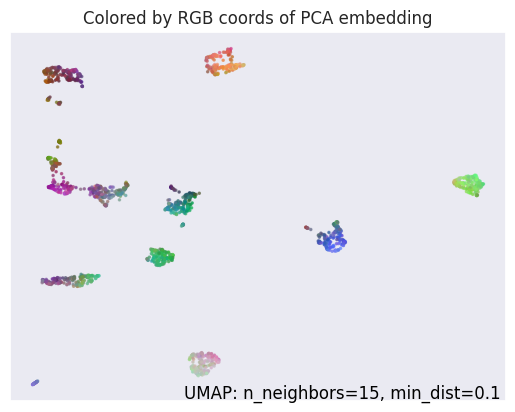 Colored by RGB coords of PCA embedding
UMAP: n_neighbors=15, min_dist=0.1